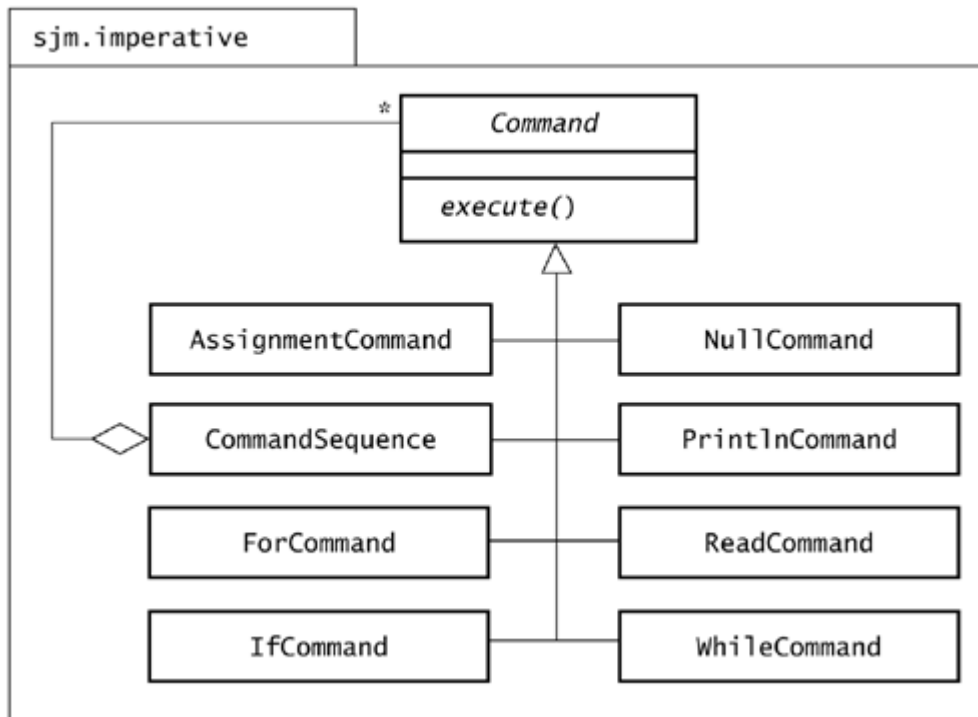 sjm.imperative
*
Command
execute()
AssignmentCommand
NullCommand
CommandSequence
PrintlnCommand
ForCommand
ReadCommand
IfCommand
WhileCommand